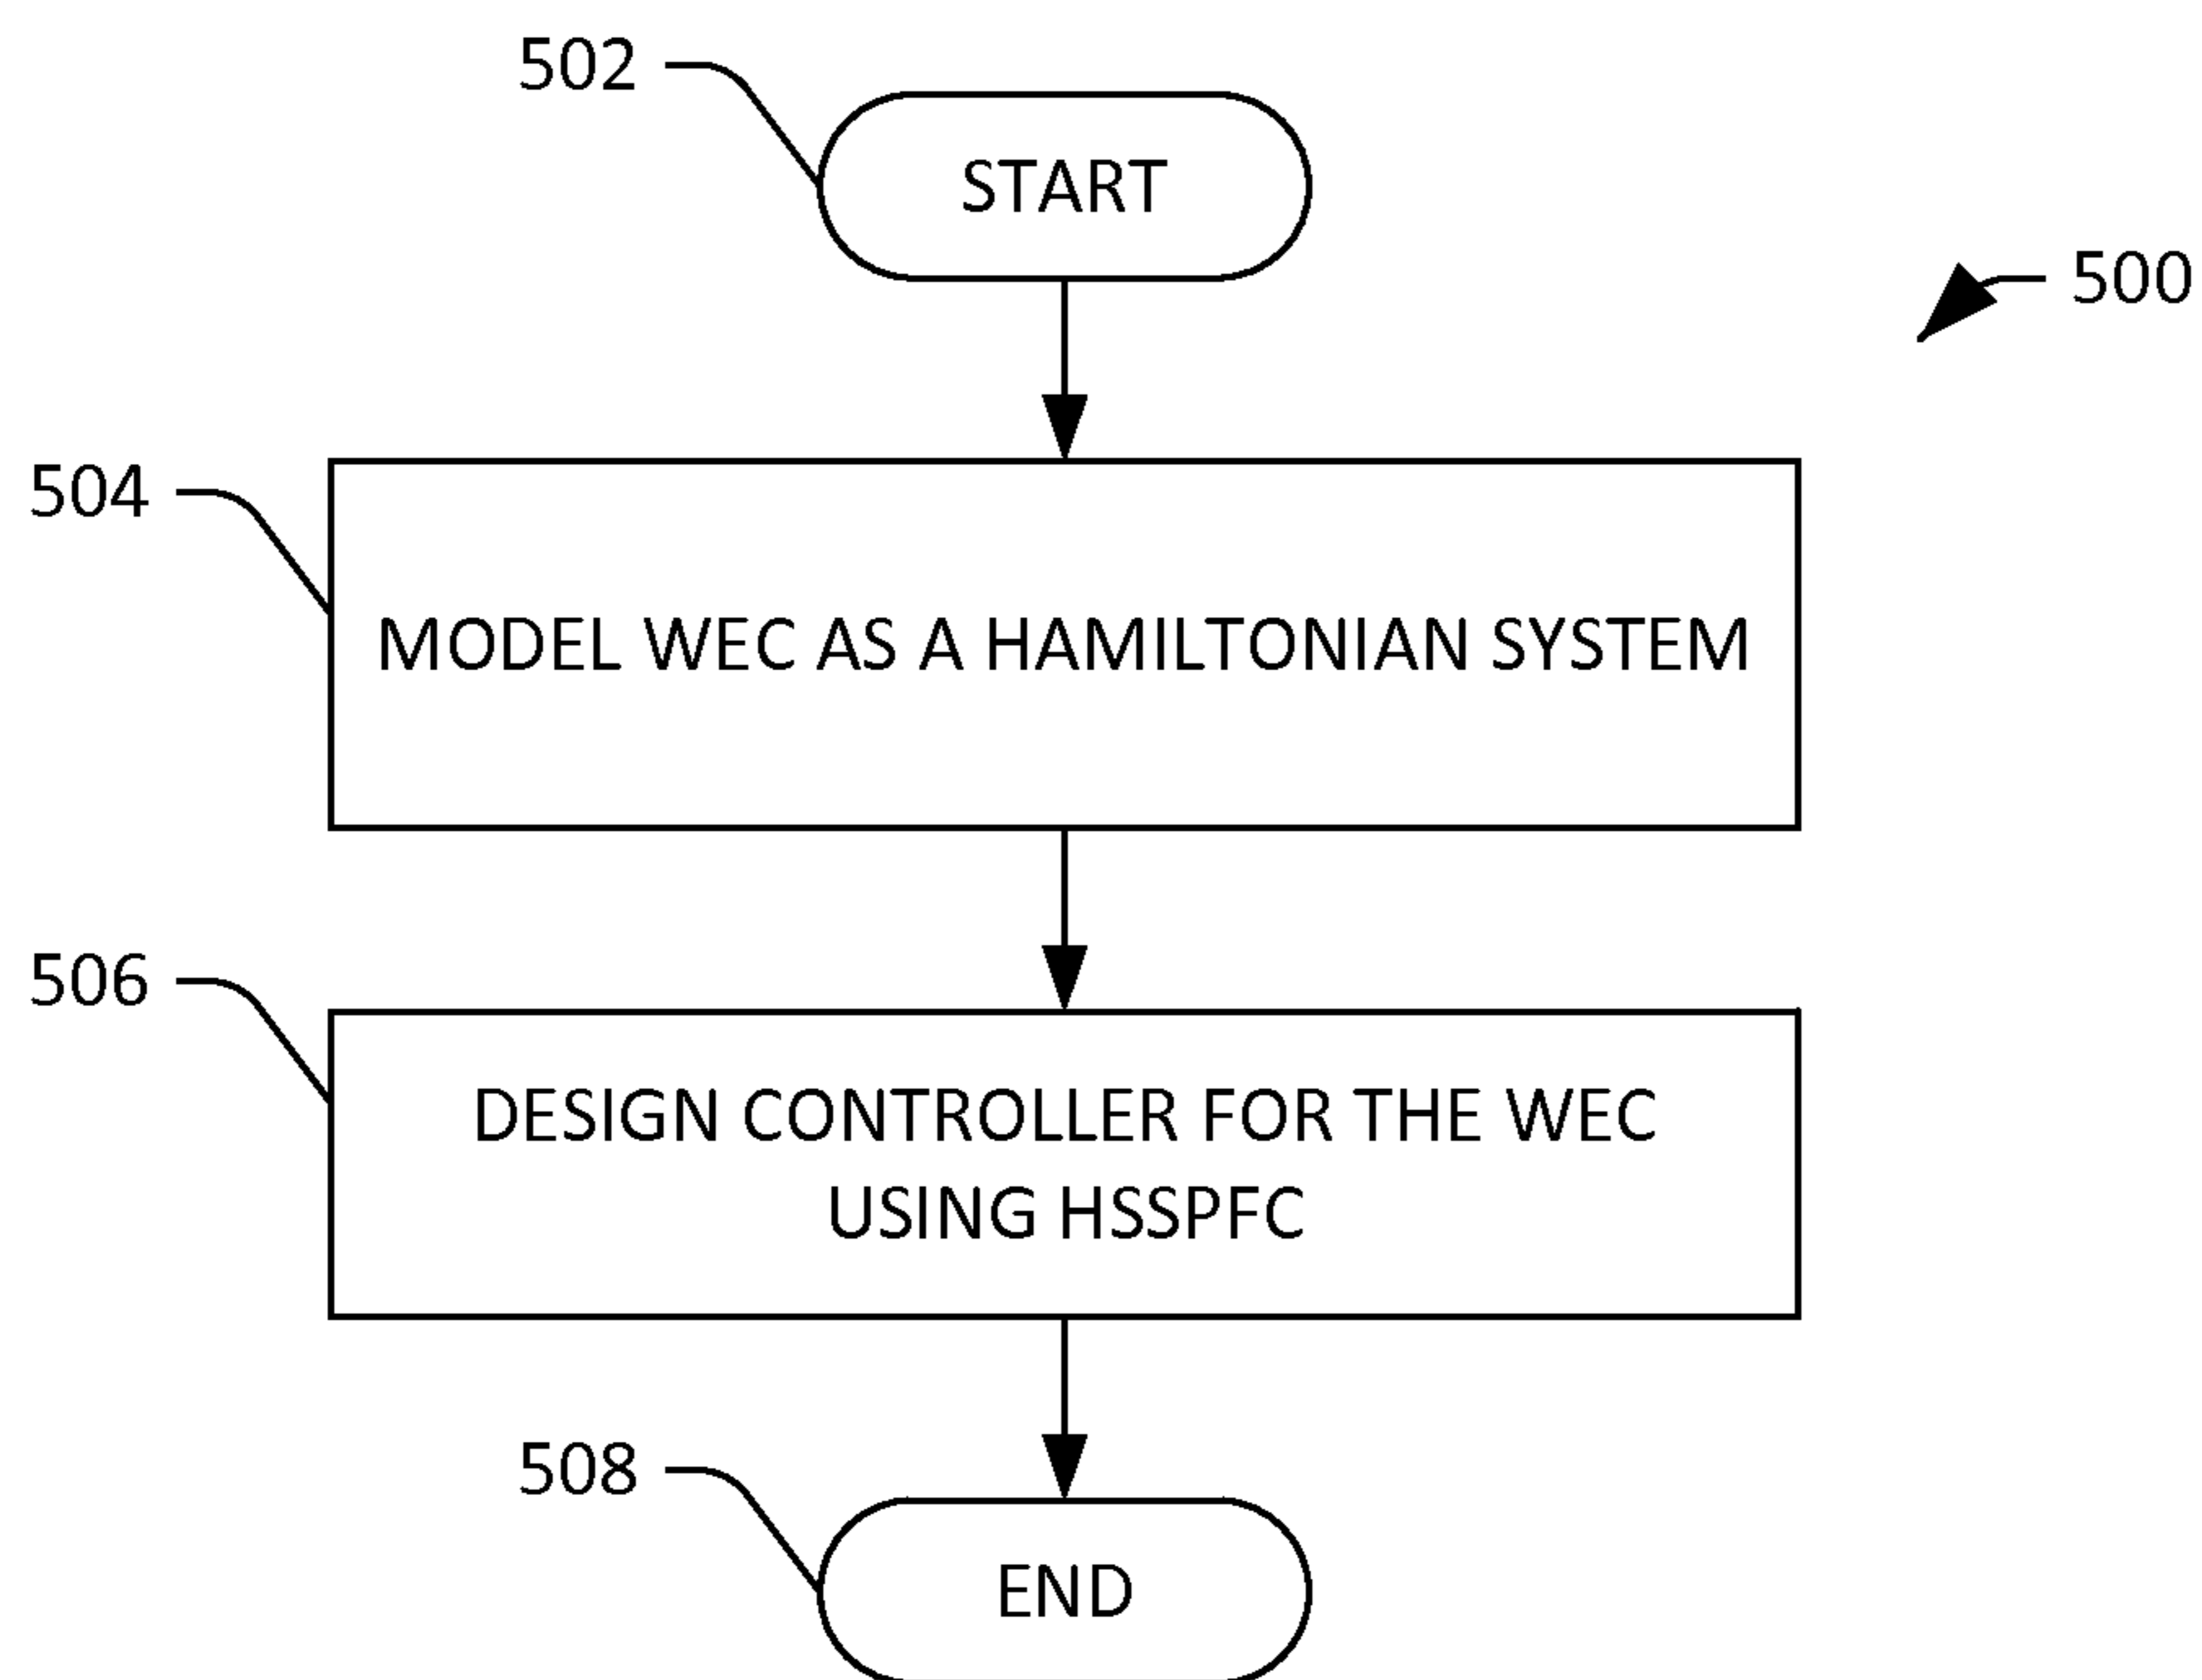 502
START
500
504
MODEL WEC AS A HAMILTONIAN SYSTEM
506
DESIGN CONTROLLER FOR THE WEC
USING HSSPFC
508
END